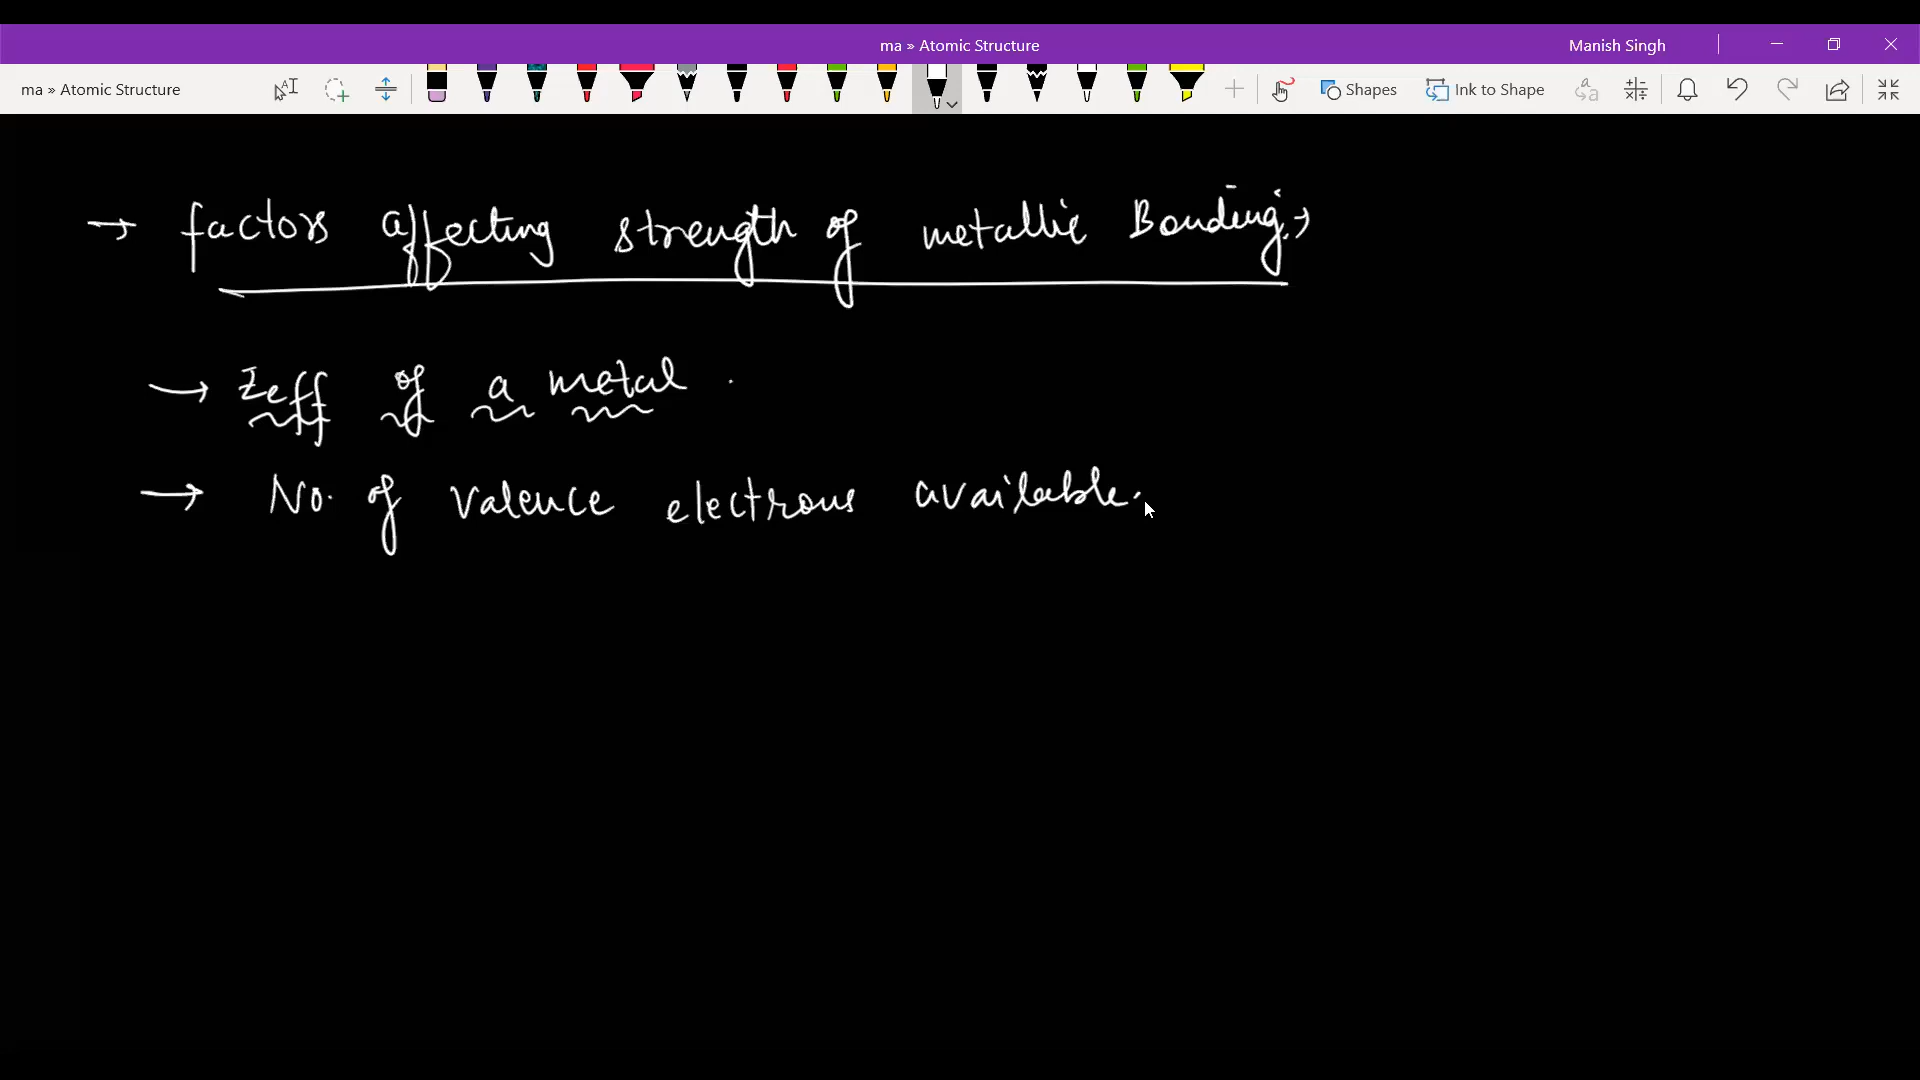 ma » Atomic Structure
Manish Singh
ma » Atomic Structure
Shapes
Ink to Shape
→ factors affecting strength of metallic Bonding →
→ Zeff of a metal .
→ No. of valence electrons available.